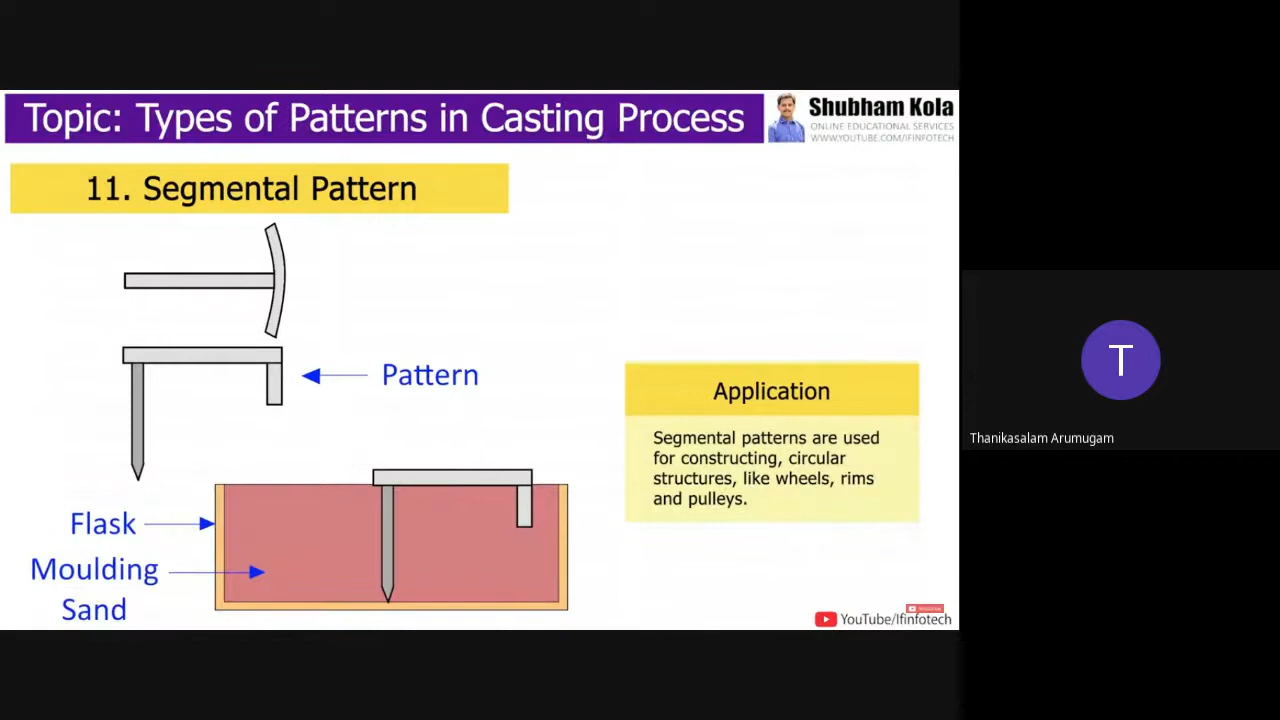 Topic: Types of Patterns in Casting Process
Shubham Kola
ONLINE EDUCATIONAL SERVICES
WWW.YOUTUBE.COM/IFINFOTECH
11. Segmental Pattern
Pattern
Application
Segmental patterns are used
for constructing, circular
structures, like wheels, rims
and pulleys.
Flask
Moulding
Sand
YouTube/Ifinfotech
T
Thanikasalam Arumugam